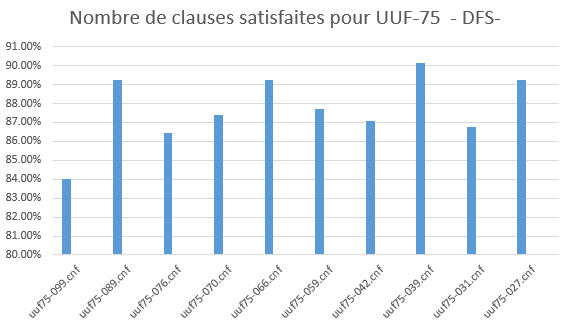 Nombre de clauses satisfaites pour UUF-75  - DFS-
91.00%
90.00%
89.00%
88.00%
87.00%
86.00%
85.00%
84.00%
83.00%
82.00%
81.00%
80.00%
uuf75-099.cnf
uuf75-089.cnf
uuf75-076.cnf
uuf75-070.cnf
uuf75-066.cnf
uuf75-059.cnf
uuf75-042.cnf
uuf75-039.cnf
uuf75-031.cnf
uuf75-027.cnf